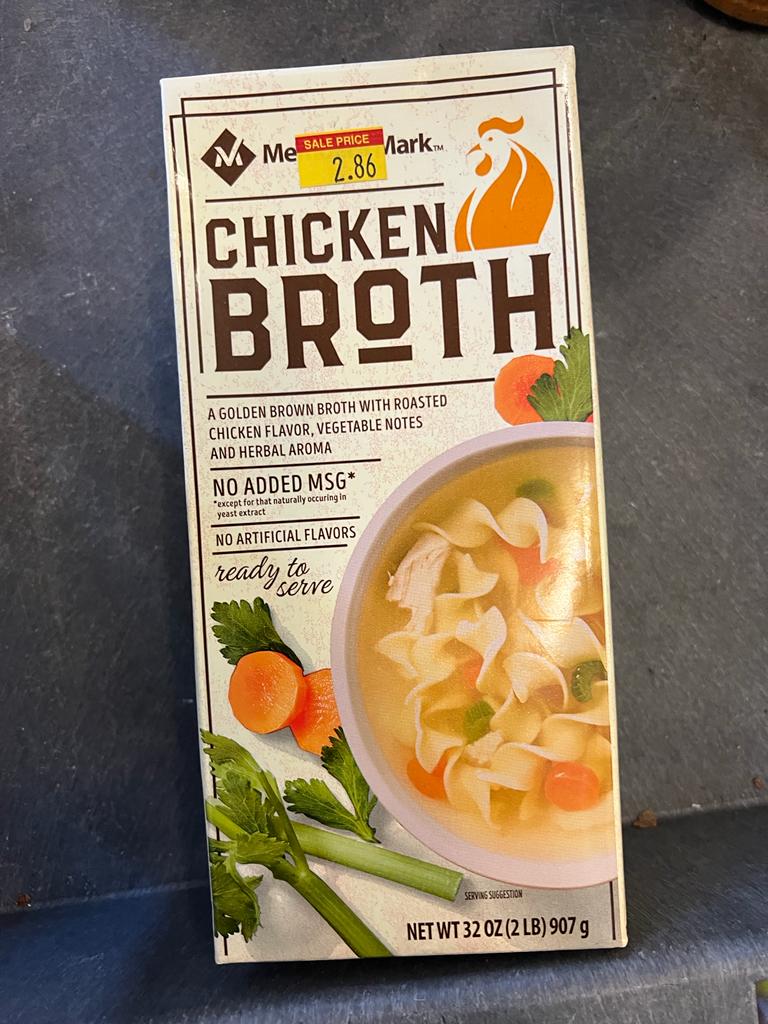 SALE PRICE
2.86
Mark™
CHICKEN
BROTH
A GOLDEN BROWN BROTH WITH ROASTED
CHICKEN FLAVOR, VEGETABLE NOTES
AND HERBAL AROMA
NO ADDED MSG*
*except for that naturally occuring in
yeast extract
NO ARTIFICIAL FLAVORS
ready to
serve
SERVING SUGGESTION
NET WT 32 OZ (2 LB) 907 g